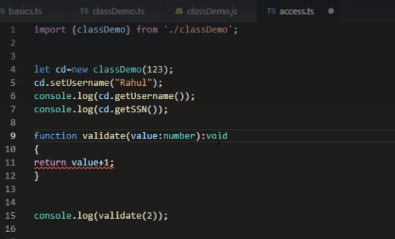 basics.ts TS classDemo.ts JS classDemo.js TS access.ts
1 import {classDemo} from './classDemo';
2
3
4 let cd=new classDemo(123);
5 cd.setUsername("Rahul");
6 console.log(cd.getUsername());
7 console.log(cd.getSSN());
8
9 function validate(value:number):void
10 {
11 return value+1;
12 }
13
14
15 console.log(validate(2));
16